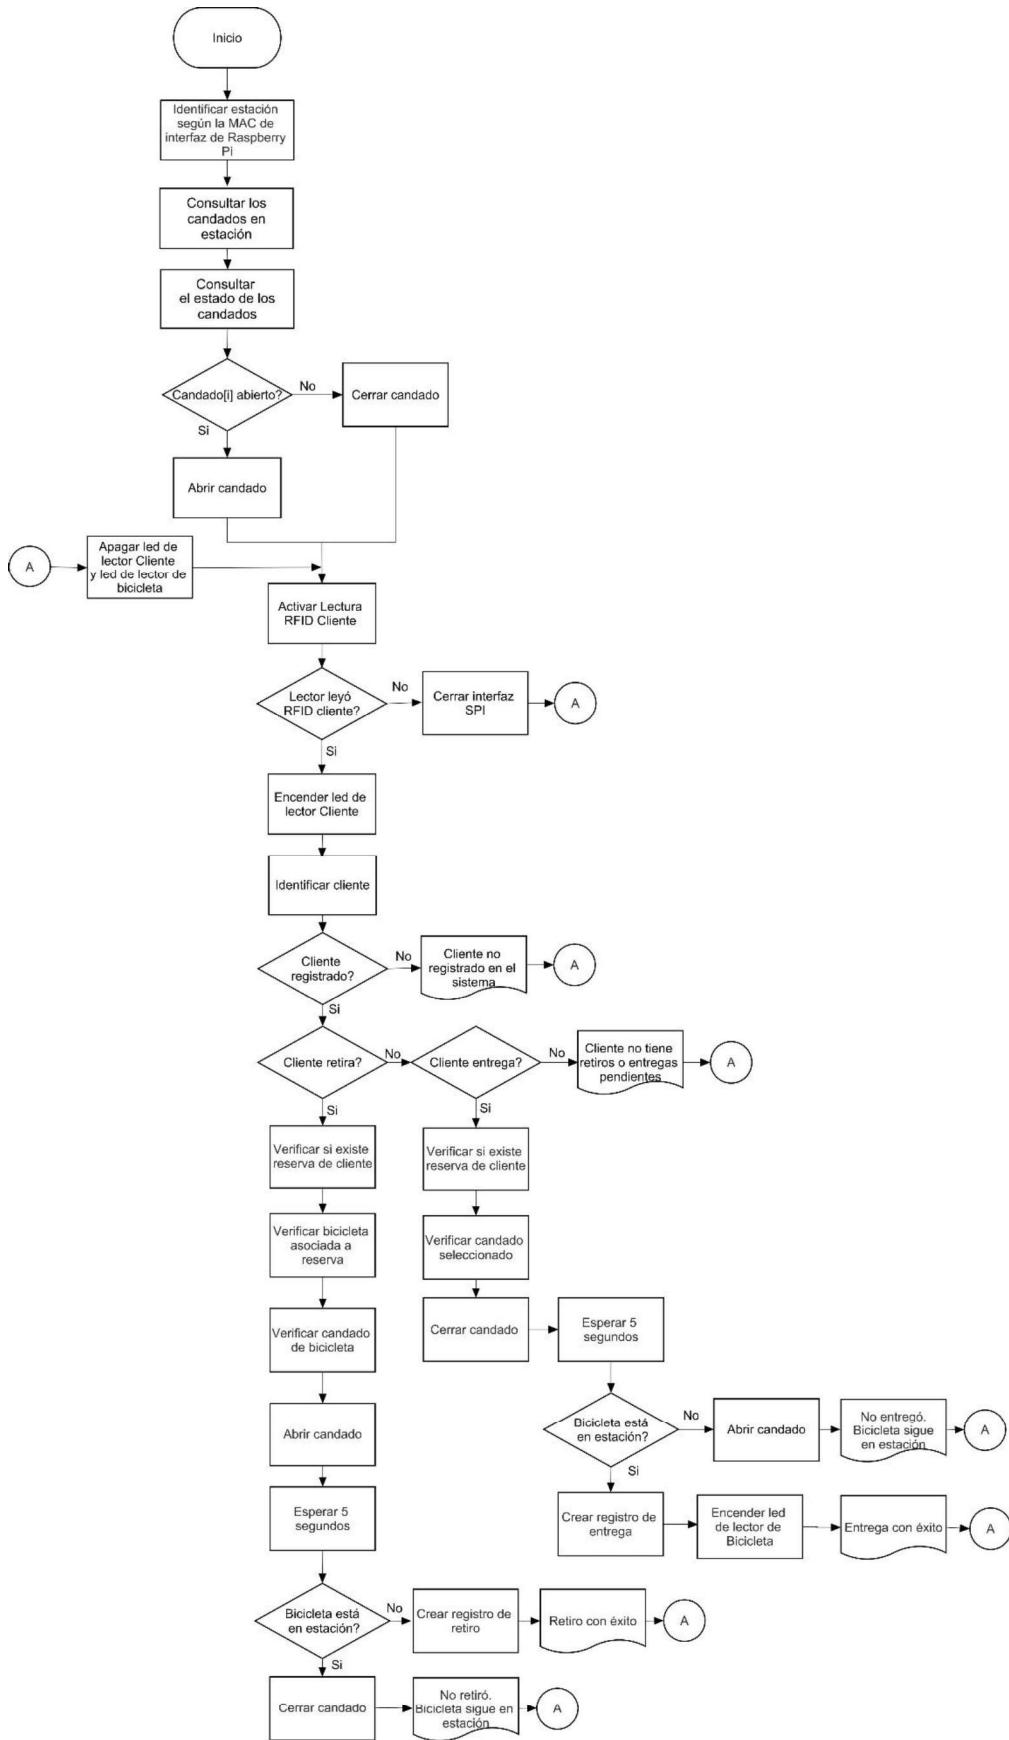 Inicio
Identificar estación
según la MAC de
interfaz de Raspberry
Pi
Consultar los
candados en
estación
Consultar
el estado de los
candados
Candado[i] abierto?
No
Cerrar candado
Si
Abrir candado
A
Apagar led de
lector Cliente
y led de lector de
bicicleta
Activar Lectura
RFID Cliente
Lector leyó
RFID cliente?
No
Cerrar interfaz
SPI
A
Si
Encender led de
lector Cliente
Identificar cliente
Cliente
registrado?
No
Cliente no
registrado en el
sistema
A
Si
Cliente retira?
No
Cliente entrega?
No
Cliente no tiene
retiros o entregas
pendientes
A
Si
Si
Verificar si existe
reserva de cliente
Verificar si existe
reserva de cliente
Verificar bicicleta
asociada a
reserva
Verificar candado
seleccionado
Verificar candado
de bicicleta
Cerrar candado
Esperar 5
segundos
Abrir candado
Bicicleta está
en estación?
No
Abrir candado
No entregó.
Bicicleta sigue
en estación
A
Si
Esperar 5
segundos
Crear registro de
entrega
Encender led
de lector de
Bicicleta
Entrega con éxito
A
Bicicleta está
en estación?
No
Crear registro de
retiro
Retiro con éxito
A
Si
Cerrar candado
No retiró.
Bicicleta sigue en
estación
A